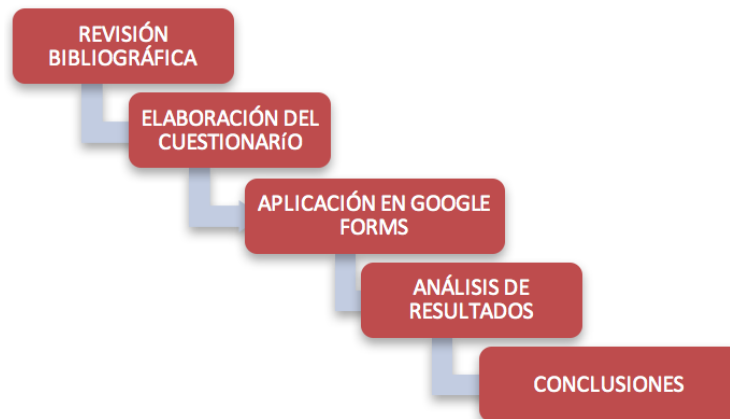 REVISIÓN
BIBLIOGRÁFICA
ELABORACIÓN DEL
CUESTIONARíO
APLICACIÓN EN GOOGLE
FORMS
ANÁLISIS DE
RESULTADOS
CONCLUSIONES